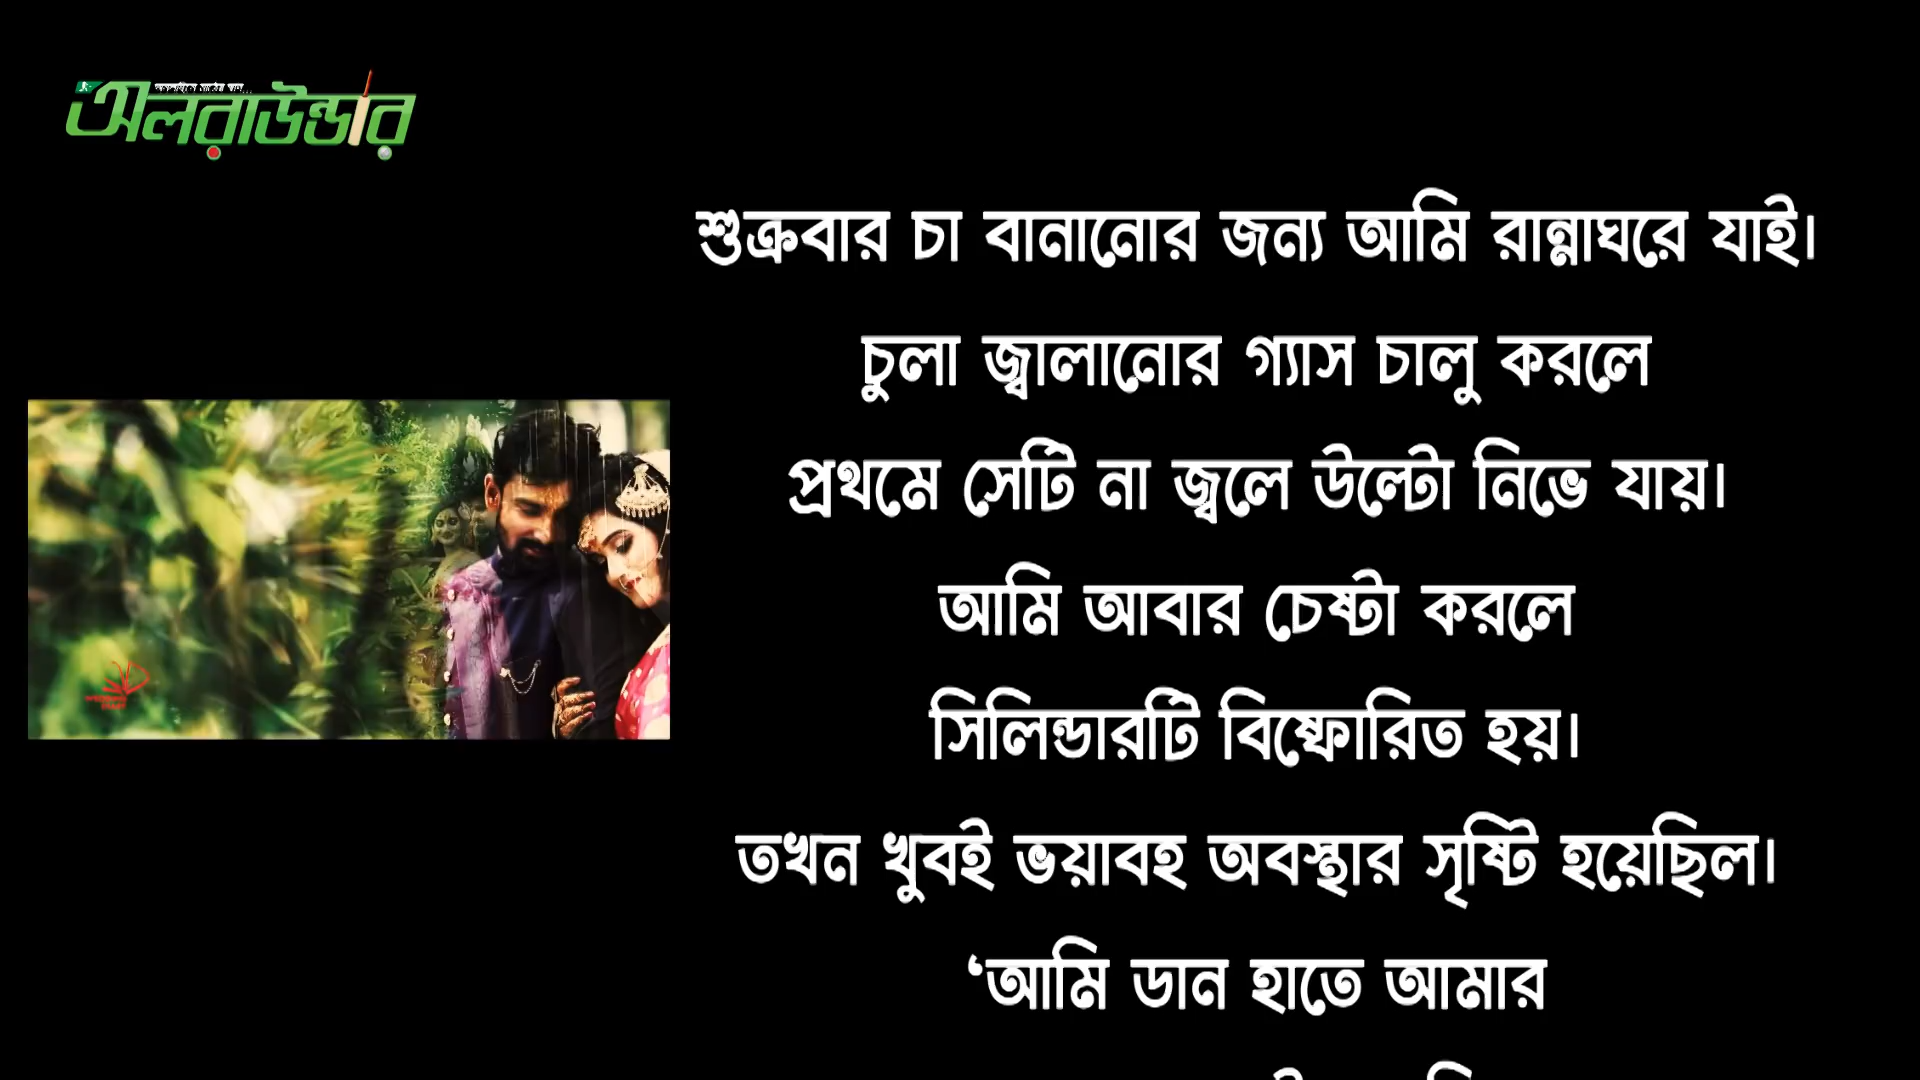 অলরাউন্ডার
শুক্রবার চা বানানোর জন্য আমি রান্নাঘরে যাই।
চুলা জ্বালানোর গ্যাস চালু করলে
প্রথমে সেটি না জ্বলে উল্টো নিভে যায়।
আমি আবার চেষ্টা করলে
সিলিন্ডারটি বিষ্ফোরিত হয়।
তখন খুবই ভয়াবহ অবস্থার সৃষ্টি হয়েছিল।
‘আমি ডান হাতে আমার